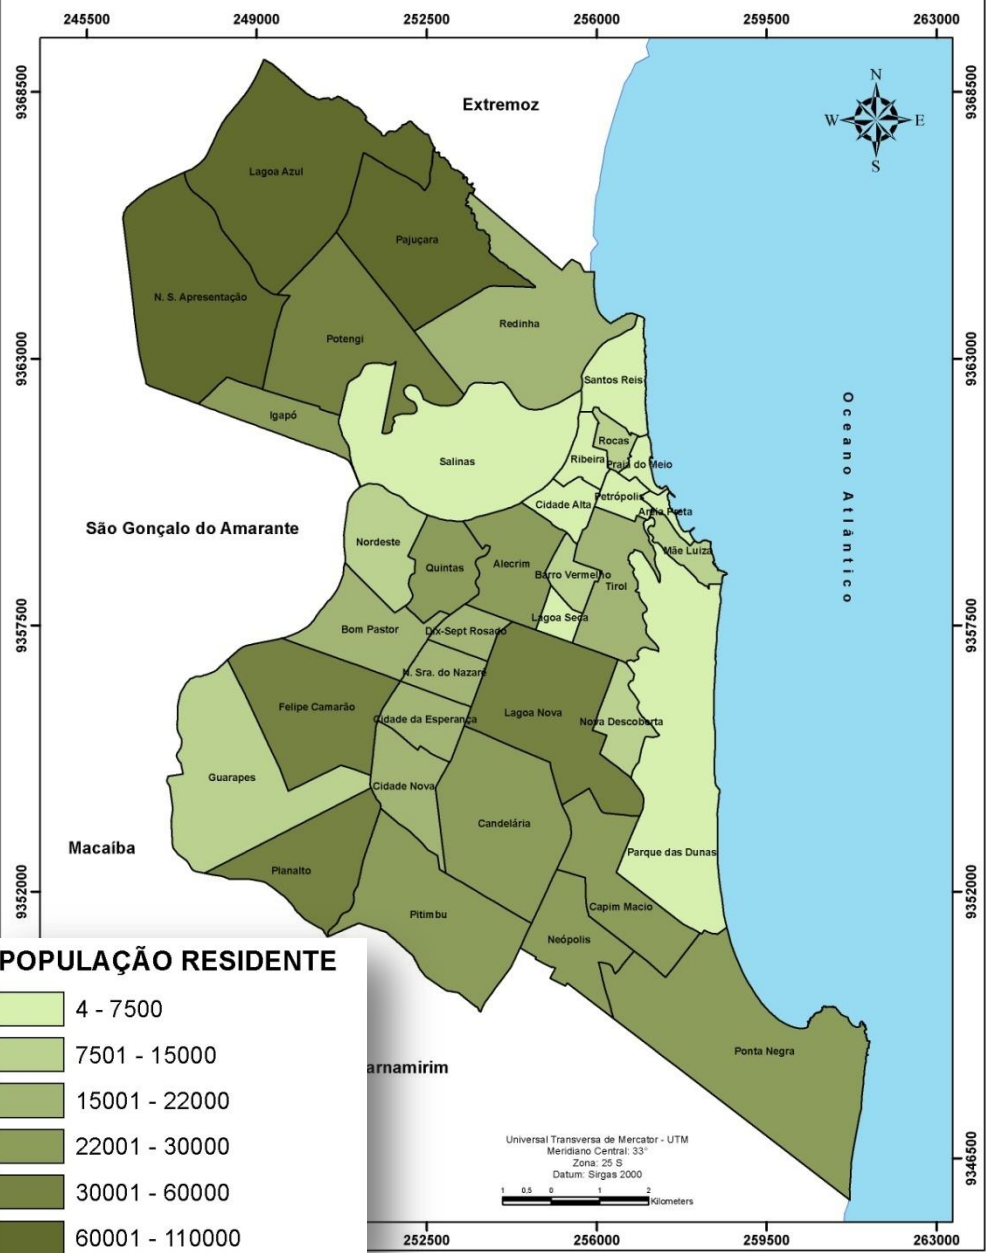 245500 249000 252500 256000 259500 263000
9368500
9368500
Extremoz
N
W E
S
Lagoa Azul
Pajuçara
N. S. Apresentação
Redinha
Potengi
9363000
9363000
Santos Reis
Igapó
Oceano Atlântico
Rocas
Ribeira
Praia do Meio
Salinas
Petrópolis
Cidade Alta
Areia Preta
São Gonçalo do Amarante
Nordeste
Mãe Luiza
Alecrim
Quintas
Barro Vermelho
Tirol
Lagoa Seca
9357500
9357500
Bom Pastor
Dix-Sept Rosado
N. Sra. do Nazaré
Felipe Camarão
Lagoa Nova
Cidade da Esperança
Nova Descoberta
Guarapes
Cidade Nova
Candelária
Macaíba
Parque das Dunas
Planalto
9352000
9352000
Capim Macio
Pitimbu
Neópolis
POPULAÇÃO RESIDENTE
4 - 7500
7501 - 15000
15001 - 22000
22001 - 30000
30001 - 60000
60001 - 110000
Ponta Negra
arnamirim
Universal Transversa de Mercator - UTM
Meridiano Central: 33°
Zona: 25 S
Datum: Sirgas 2000
1 0,5 0 1 2
Kilometers
9346500
252500 256000 259500 263000